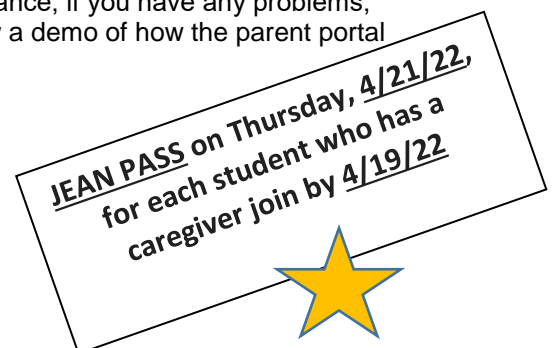 ance, if you have any problems,
a demo of how the parent portal
JEAN PASS on Thursday, 4/21/22,
for each student who has a
caregiver join by 4/19/22